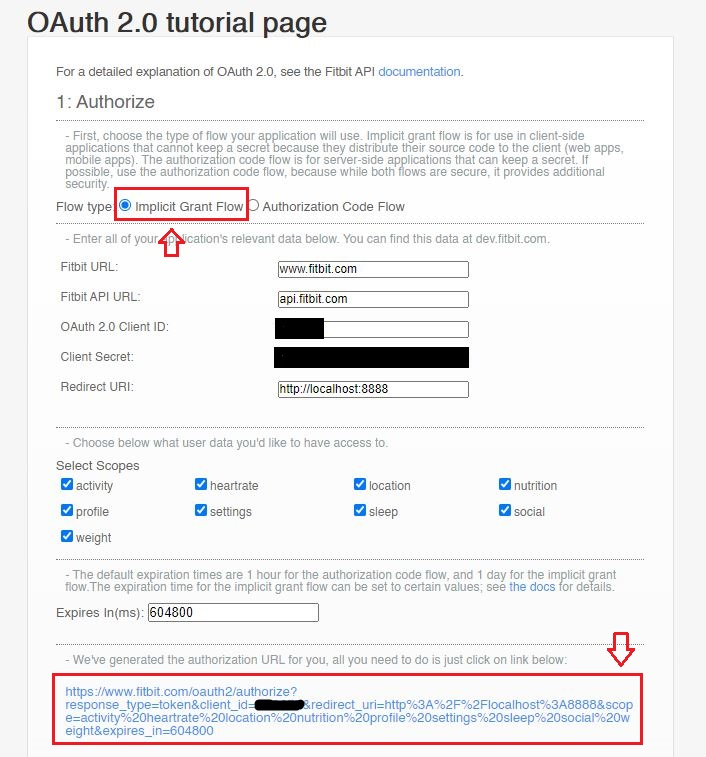 OAuth 2.0 tutorial page
For a detailed explanation of OAuth 2.0, see the Fitbit API documentation.
1: Authorize
- First, choose the type of flow your application will use. Implicit grant flow is for use in client-side
applications that cannot keep a secret because they distribute their source code to the client (web apps,
mobile apps). The authorization code flow is for server-side applications that can keep a secret. If
possible, use the authorization code flow, because while both flows are secure, it provides additional
security.
Flow type: Implicit Grant Flow Authorization Code Flow
- Enter all of your application's relevant data below. You can find this data at dev.fitbit.com.
Fitbit URL: www.fitbit.com
Fitbit API URL: api.fitbit.com
OAuth 2.0 Client ID:
Client Secret:
Redirect URI: http://localhost:8888
- Choose below what user data you'd like to have access to.
Select Scopes
activity heartrate location nutrition
profile settings sleep social
weight
- The default expiration times are 1 hour for the authorization code flow, and 1 day for the implicit grant
flow.The expiration time for the implicit grant flow can be set to certain values; see the docs for details.
Expires In(ms): 604800
- We've generated the authorization URL for you, all you need to do is just click on link below:
https://www.fitbit.com/oauth2/authorize?
response_type=token&client_id= &redirect_uri=http%3A%2F%2Flocalhost%3A8888&scop
e=activity%20heartrate%20location%20nutrition%20profile%20settings%20sleep%20social%20w
eight&expires_in=604800